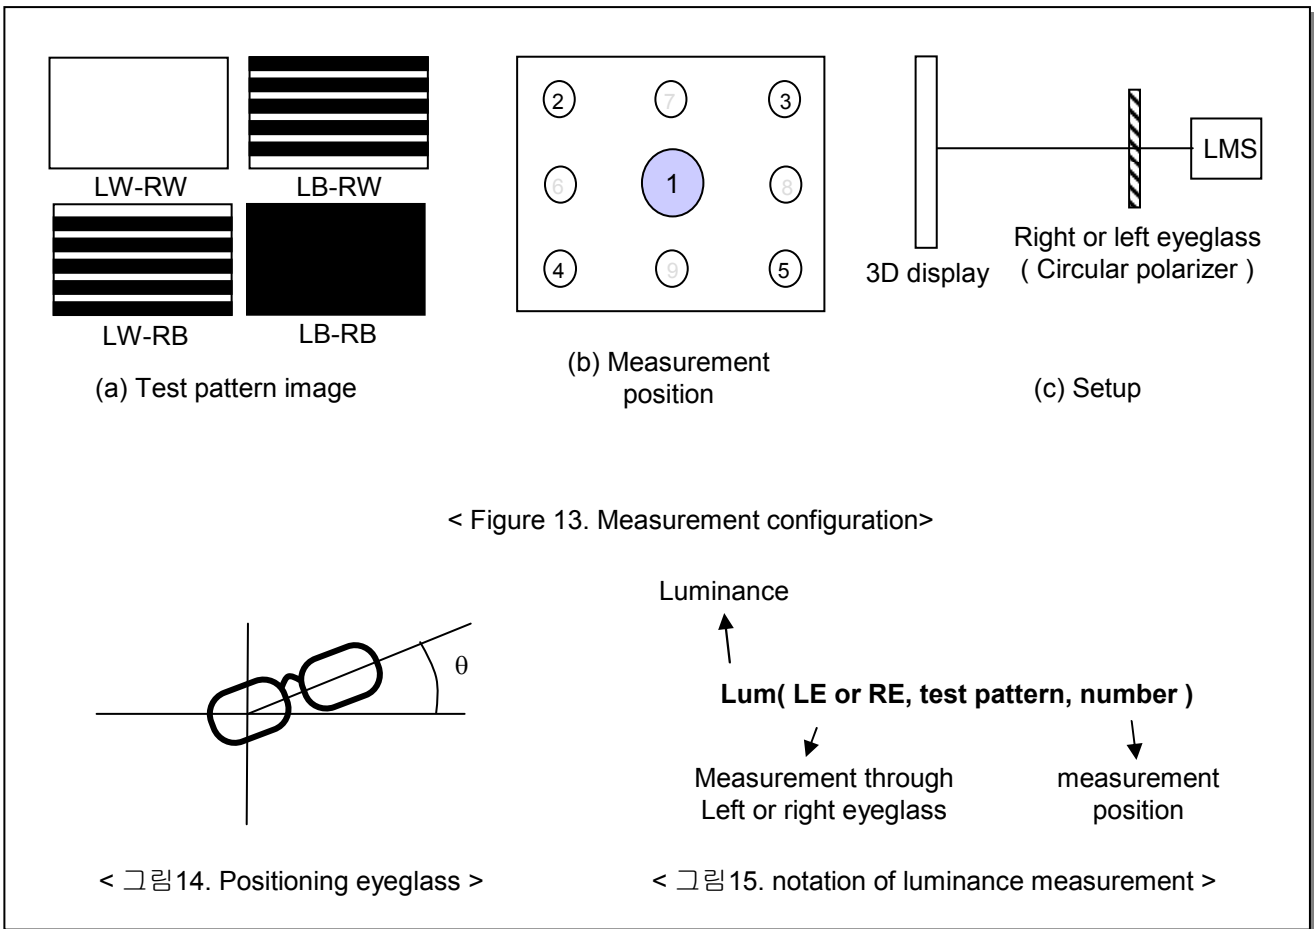 LW-RW
LB-RW
LW-RB
LB-RB
(a) Test pattern image
2
7
3
6
1
8
4
9
5
(b) Measurement
position
LMS
3D display
Right or left eyeglass
( Circular polarizer )
(c) Setup
< Figure 13. Measurement configuration>
θ
< 그림14. Positioning eyeglass >
Luminance
Lum( LE or RE, test pattern, number )
Measurement through
Left or right eyeglass
measurement
position
< 그림15. notation of luminance measurement >